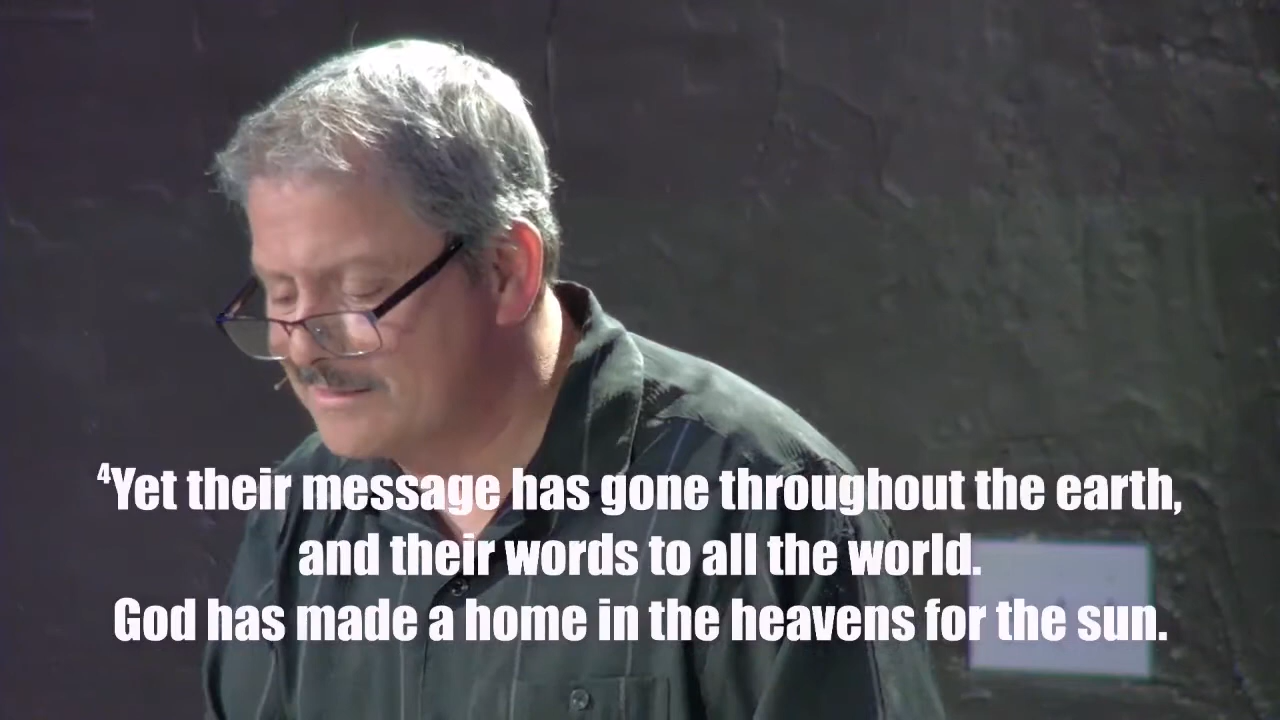 ⁴Yet their message has gone throughout the earth,
and their words to all the world.
God has made a home in the heavens for the sun.